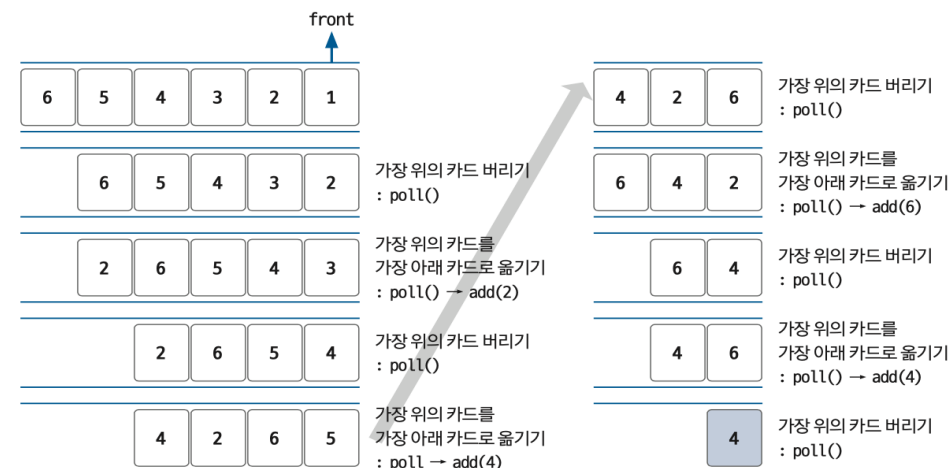 front
6 5 4 3 2 1
6 5 4 3 2
가장 위의 카드 버리기
: poll()
2 6 5 4 3
가장 위의 카드를
가장 아래 카드로 옮기기
: poll() → add(2)
2 6 5 4
가장 위의 카드 버리기
: poll()
4 2 6 5
가장 위의 카드를
가장 아래 카드로 옮기기
: poll → add(4)
4 2 6
가장 위의 카드 버리기
: poll()
6 4 2
가장 위의 카드를
가장 아래 카드로 옮기기
: poll() → add(6)
6 4
가장 위의 카드 버리기
: poll()
4 6
가장 위의 카드를
가장 아래 카드로 옮기기
: poll() → add(4)
4
가장 위의 카드 버리기
: poll()